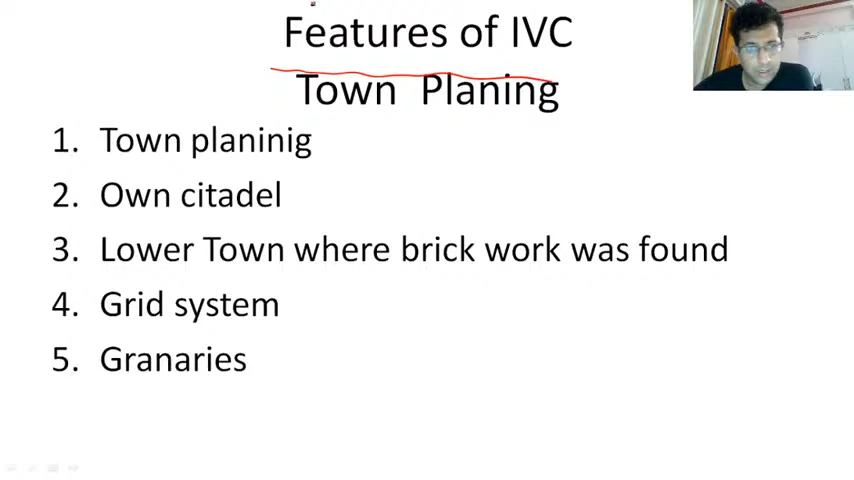 Features of IVC
Town Planing
1. Town planinig
2. Own citadel
3. Lower Town where brick work was found
4. Grid system
5. Granaries